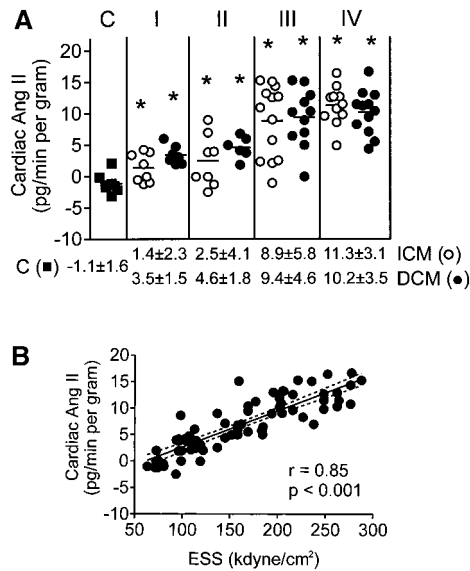 A
C I II III IV
* * * * * * * *
Cardiac Ang II
(pg/min per gram)
20
15
10
5
0
-5
-10
1.4±2.3 2.5±4.1 8.9±5.8 11.3±3.1 ICM (○)
C (■) -1.1±1.6
3.5±1.5 4.6±1.8 9.4±4.6 10.2±3.5 DCM (●)
B
Cardiac Ang II
(pg/min per gram)
20
15
10
5
0
-5
-10
r = 0.85
p < 0.001
50 100 150 200 250 300
ESS (kdyne/cm²)